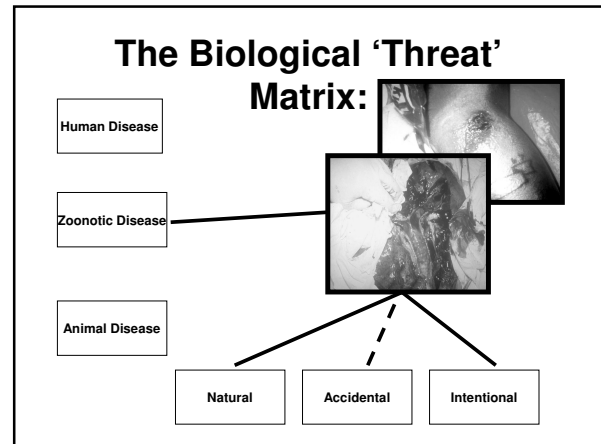 The Biological ‘Threat’
Matrix:
Human Disease
Zoonotic Disease
Animal Disease
Natural
Accidental
Intentional